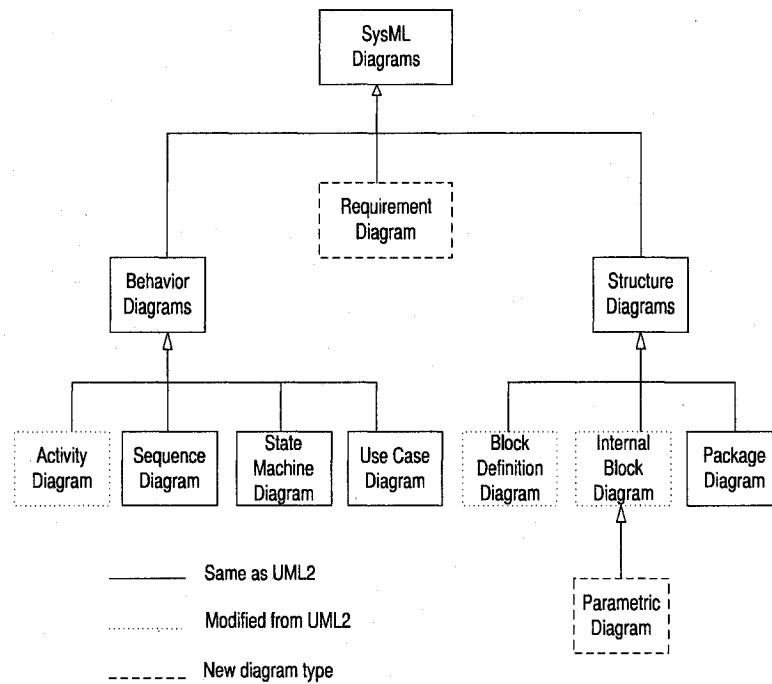 SysML
Diagrams
Requirement
Diagram
Behavior
Diagrams
Structure
Diagrams
Activity
Diagram
Sequence
Diagram
State
Machine
Diagram
Use Case
Diagram
Block
Definition
Diagram
Internal
Block
Diagram
Package
Diagram
Parametric
Diagram
Same as UML2
Modified from UML2
New diagram type